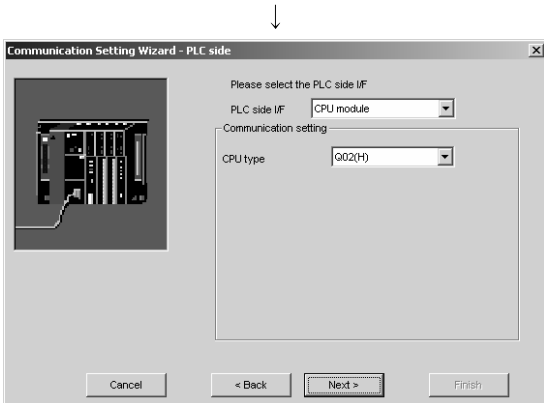 Communication Setting Wizard - PLC side
Please select the PLC side I/F
PLC side I/F CPU module
Communication setting
CPU type Q02(H)
Cancel < Back Next > Finish